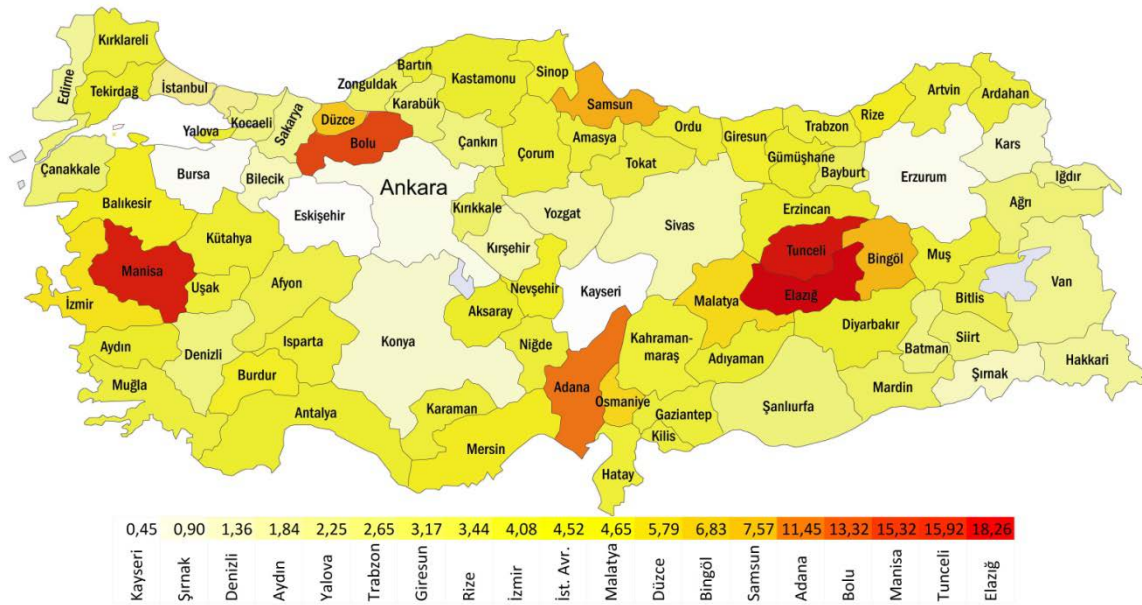 Kırklareli
Edirne
Tekirdağ
İstanbul
Yalova
Kocaeli
Sakarya
Düzce
Bolu
Zonguldak
Bartın
Karabük
Kastamonu
Sinop
Samsun
Çankırı
Çorum
Amasya
Tokat
Ordu
Giresun
Gümüşhane
Trabzon
Bayburt
Rize
Artvin
Ardahan
Kars
Iğdır
Ağrı
Erzurum
Erzincan
Çanakkale
Bursa
Bilecik
Eskişehir
Ankara
Kırıkkale
Yozgat
Sivas
Balıkesir
Kütahya
Kırşehir
Tunceli
Bingöl
Muş
Manisa
Uşak
Afyon
Nevşehir
Kayseri
Malatya
Elazığ
Bitlis
Van
İzmir
Aksaray
Konya
Aydın
Denizli
Isparta
Niğde
Kahraman-
maraş
Adıyaman
Diyarbakır
Batman
Siirt
Hakkari
Şırnak
Muğla
Burdur
Antalya
Karaman
Mersin
Adana
Osmaniye
Gaziantep
Kilis
Hatay
Şanlıurfa
Mardin
0,45 0,90 1,36 1,84 2,25 2,65 3,17 3,44 4,08 4,52 4,65 5,79 6,83 7,57 11,45 13,32 15,32 15,92 18,26
Kayseri
Şırnak
Denizli
Aydın
Yalova
Trabzon
Giresun
Rize
İzmir
İst. Avr.
Malatya
Düzce
Bingöl
Samsun
Adana
Bolu
Manisa
Tunceli
Elazığ